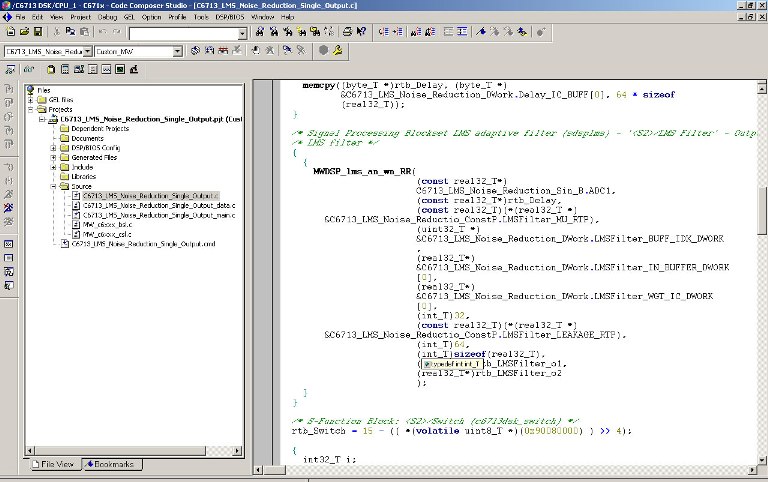 /C6713 DSK/CPU_1 - C671x - Code Composer Studio - [C6713_LMS_Noise_Reduction_Single_Output.c]
File Edit View Project Debug GEL Option Profile Tools DSP/BIOS Window Help
C6713_LMS_Noise_Reduc Custom_MW
Files
GEL files
Projects
C6713_LMS_Noise_Reduction_Single_Output.pjt (Cust
Dependent Projects
Documents
DSP/BIOS Config
Generated Files
Include
Libraries
Source
C6713_LMS_Noise_Reduction_Single_Output.c
C6713_LMS_Noise_Reduction_Single_Output_data.c
C6713_LMS_Noise_Reduction_Single_Output_main.c
MW_c6xxx_bsl.c
MW_c6xxx_csl.c
C6713_LMS_Noise_Reduction_Single_Output.cmd
File View Bookmarks
memcpy((byte_T *)rtb_Delay, (byte_T *)
&C6713_LMS_Noise_Reduction_DWork.Delay_IC_BUFF[0], 64 * sizeof
(real32_T));
}
/* Signal Processing Blockset LMS adaptive filter (sdsplms) - '<S2>/LMS Filter' - Outp
/* LMS filter */
{
{
MWDSP_lms_an_wn_RR(
(const real32_T*)
C6713_LMS_Noise_Reduction_Sin_B.ADC1,
(const real32_T*)rtb_Delay,
(const real32_T)(*(real32_T *)
&C6713_LMS_Noise_Reductio_ConstP.LMSFilter_MU_RTP),
(uint32_T *)
&C6713_LMS_Noise_Reduction_DWork.LMSFilter_BUFF_IDX_DWORK
,
(real32_T*)
&C6713_LMS_Noise_Reduction_DWork.LMSFilter_IN_BUFFER_DWORK
[0],
(real32_T*)
&C6713_LMS_Noise_Reduction_DWork.LMSFilter_WGT_IC_DWORK
[0],
(int_T)32,
(const real32_T)(*(real32_T *)
&C6713_LMS_Noise_Reductio_ConstP.LMSFilter_LEAKAGE_RTP),
(int_T)64,
(int_T)sizeof(real32_T),
( typedef int int_T tb_LMSFilter_o1,
(real32_T*)rtb_LMSFilter_o2
);
}
}
/* S-Function Block: <S2>/Switch (c6713dsk_switch) */
rtb_Switch = 15 - (( *(volatile uint8_T *)(0x90080000) ) >> 4);
{
int32_T i;